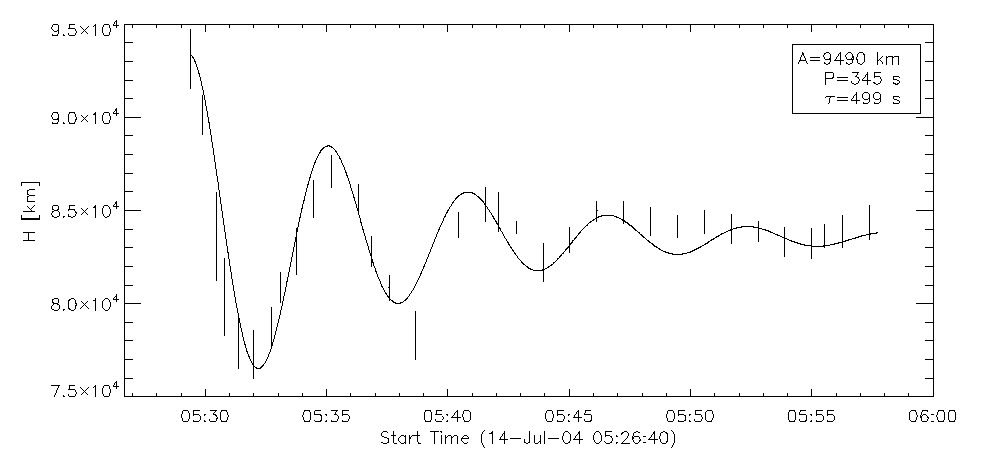 9.5×10⁴
9.0×10⁴
8.5×10⁴
8.0×10⁴
7.5×10⁴
H [km]
A=9490 km
P=345 s
τ=499 s
05:30 05:35 05:40 05:45 05:50 05:55 06:00
Start Time (14-Jul-04 05:26:40)